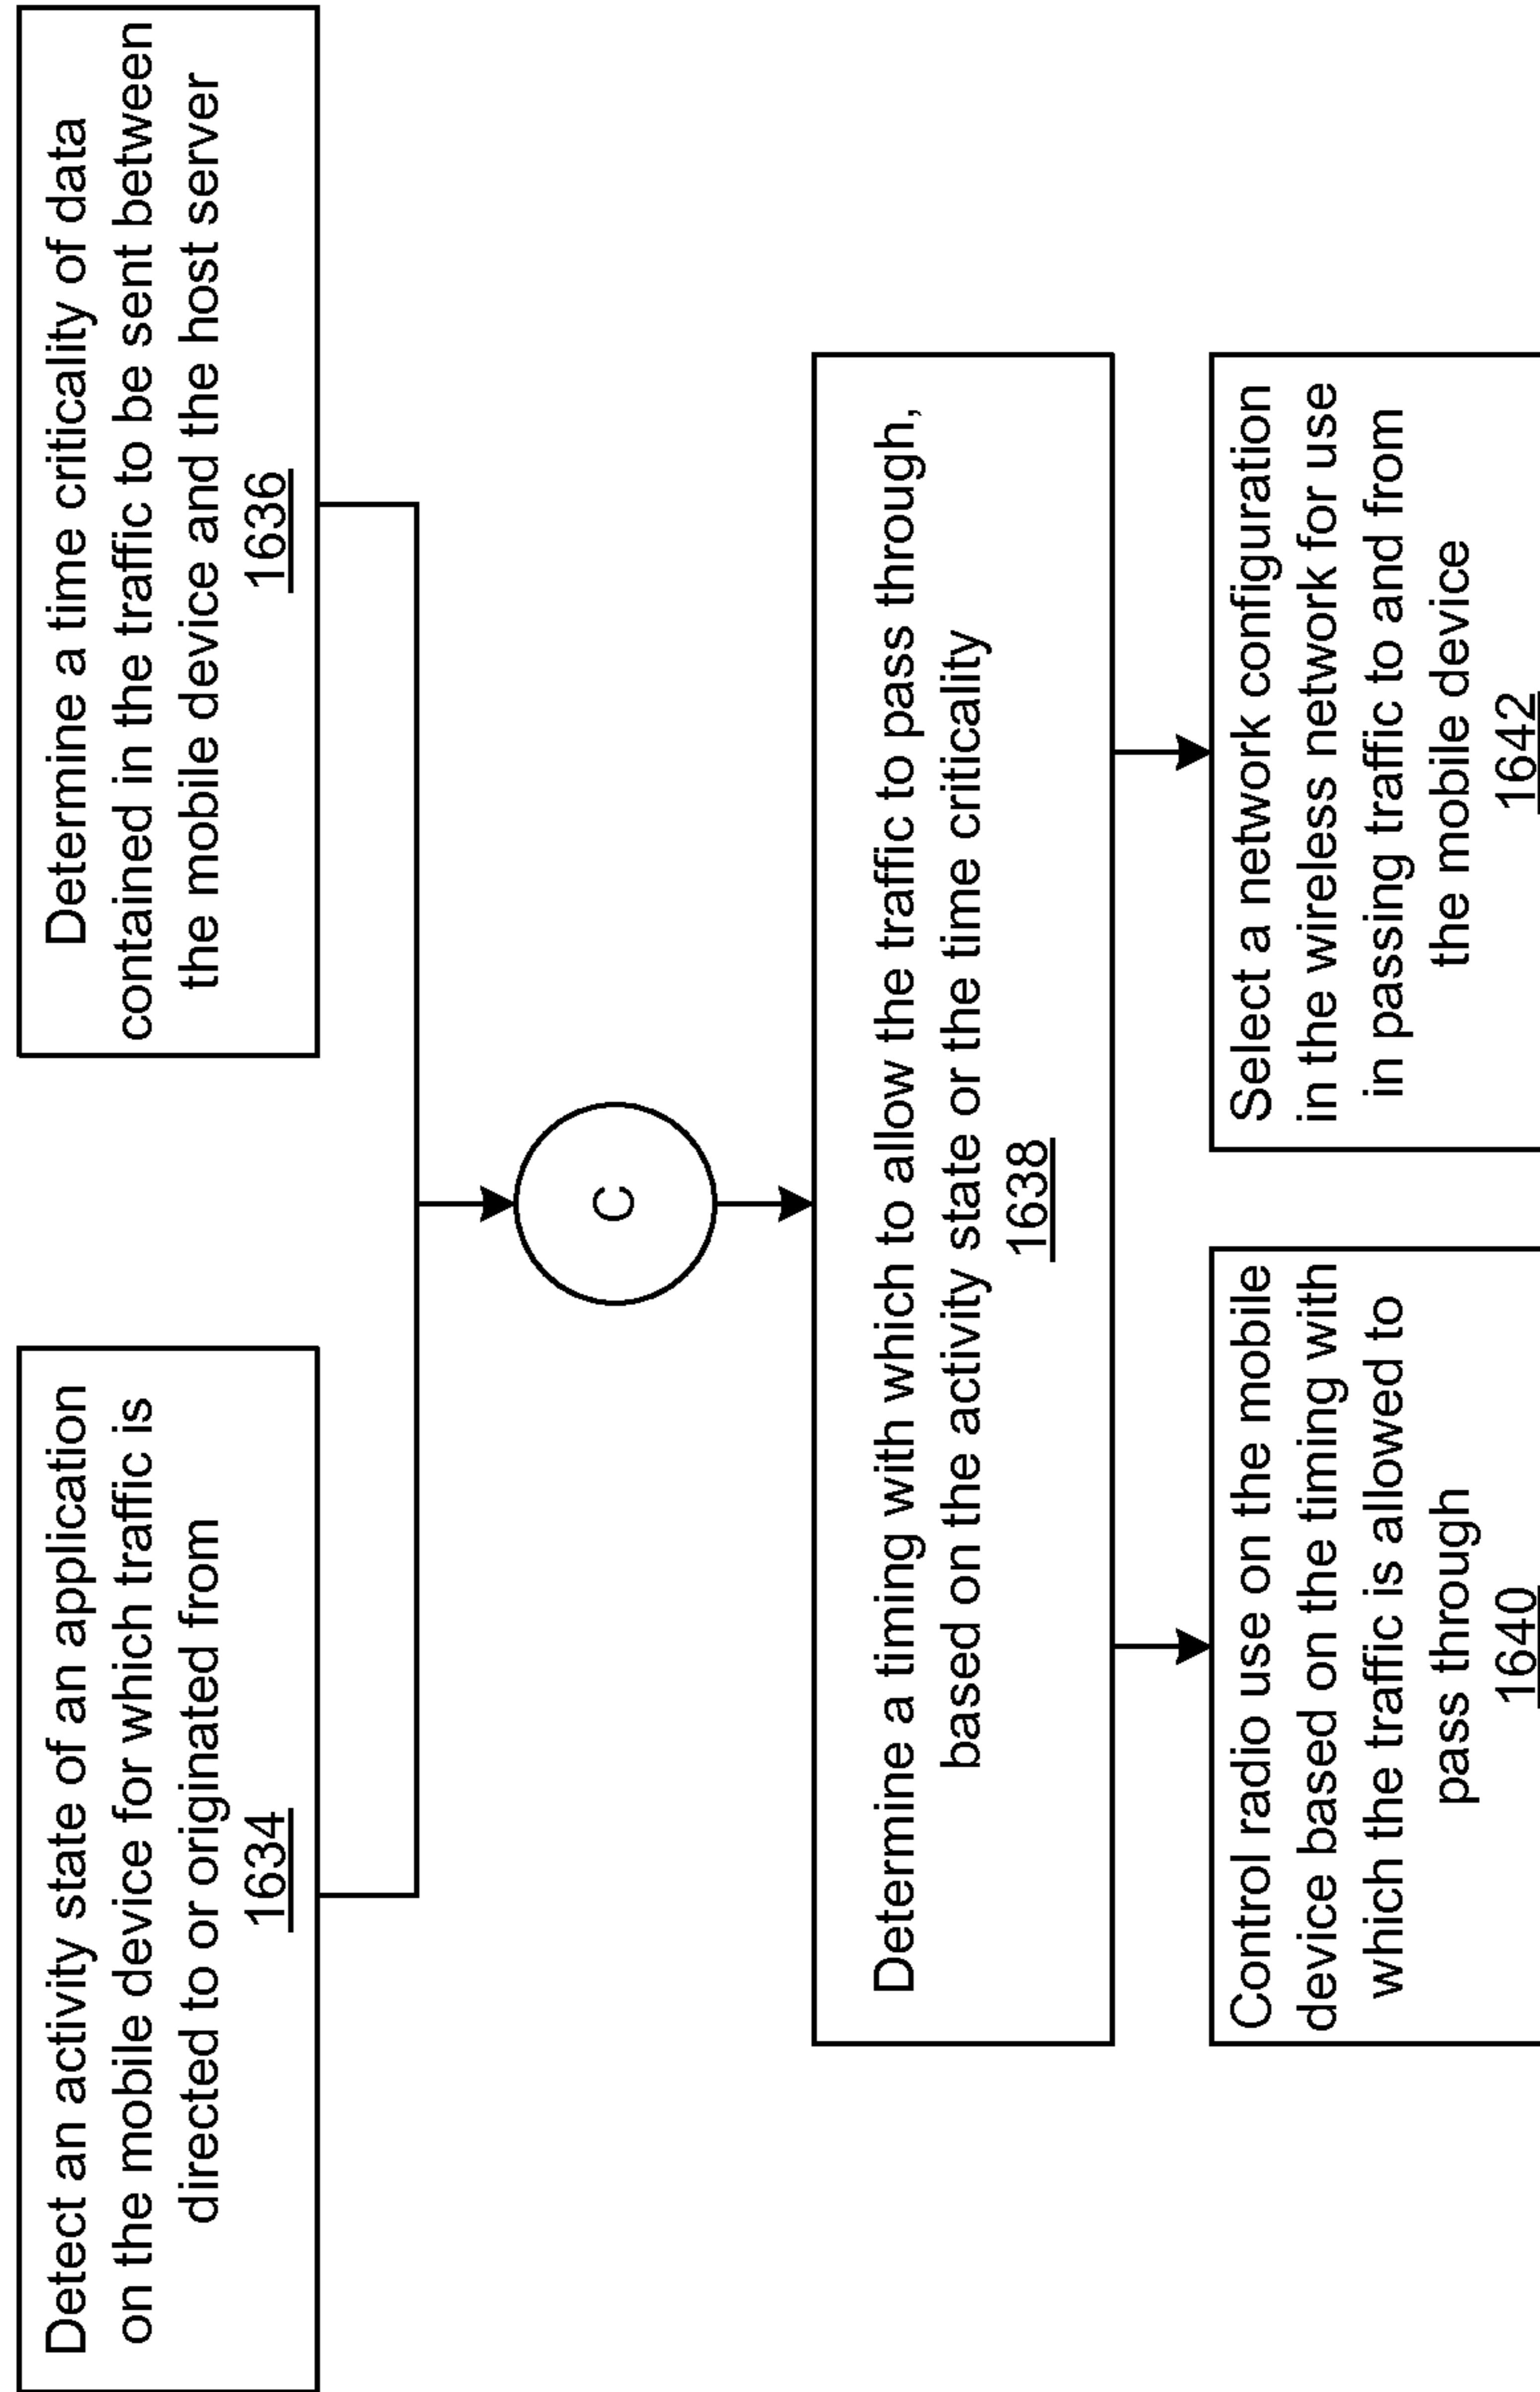 Detect an activity state of an application
on the mobile device for which traffic is
directed to or originated from
1634
Determine a time criticality of data
contained in the traffic to be sent between
the mobile device and the host server
1636
C
Determine a timing with which to allow the traffic to pass through,
based on the activity state or the time criticality
1638
Control radio use on the mobile
device based on the timing with
which the traffic is allowed to
pass through
1640
Select a network configuration
in the wireless network for use
in passing traffic to and from
the mobile device
1642